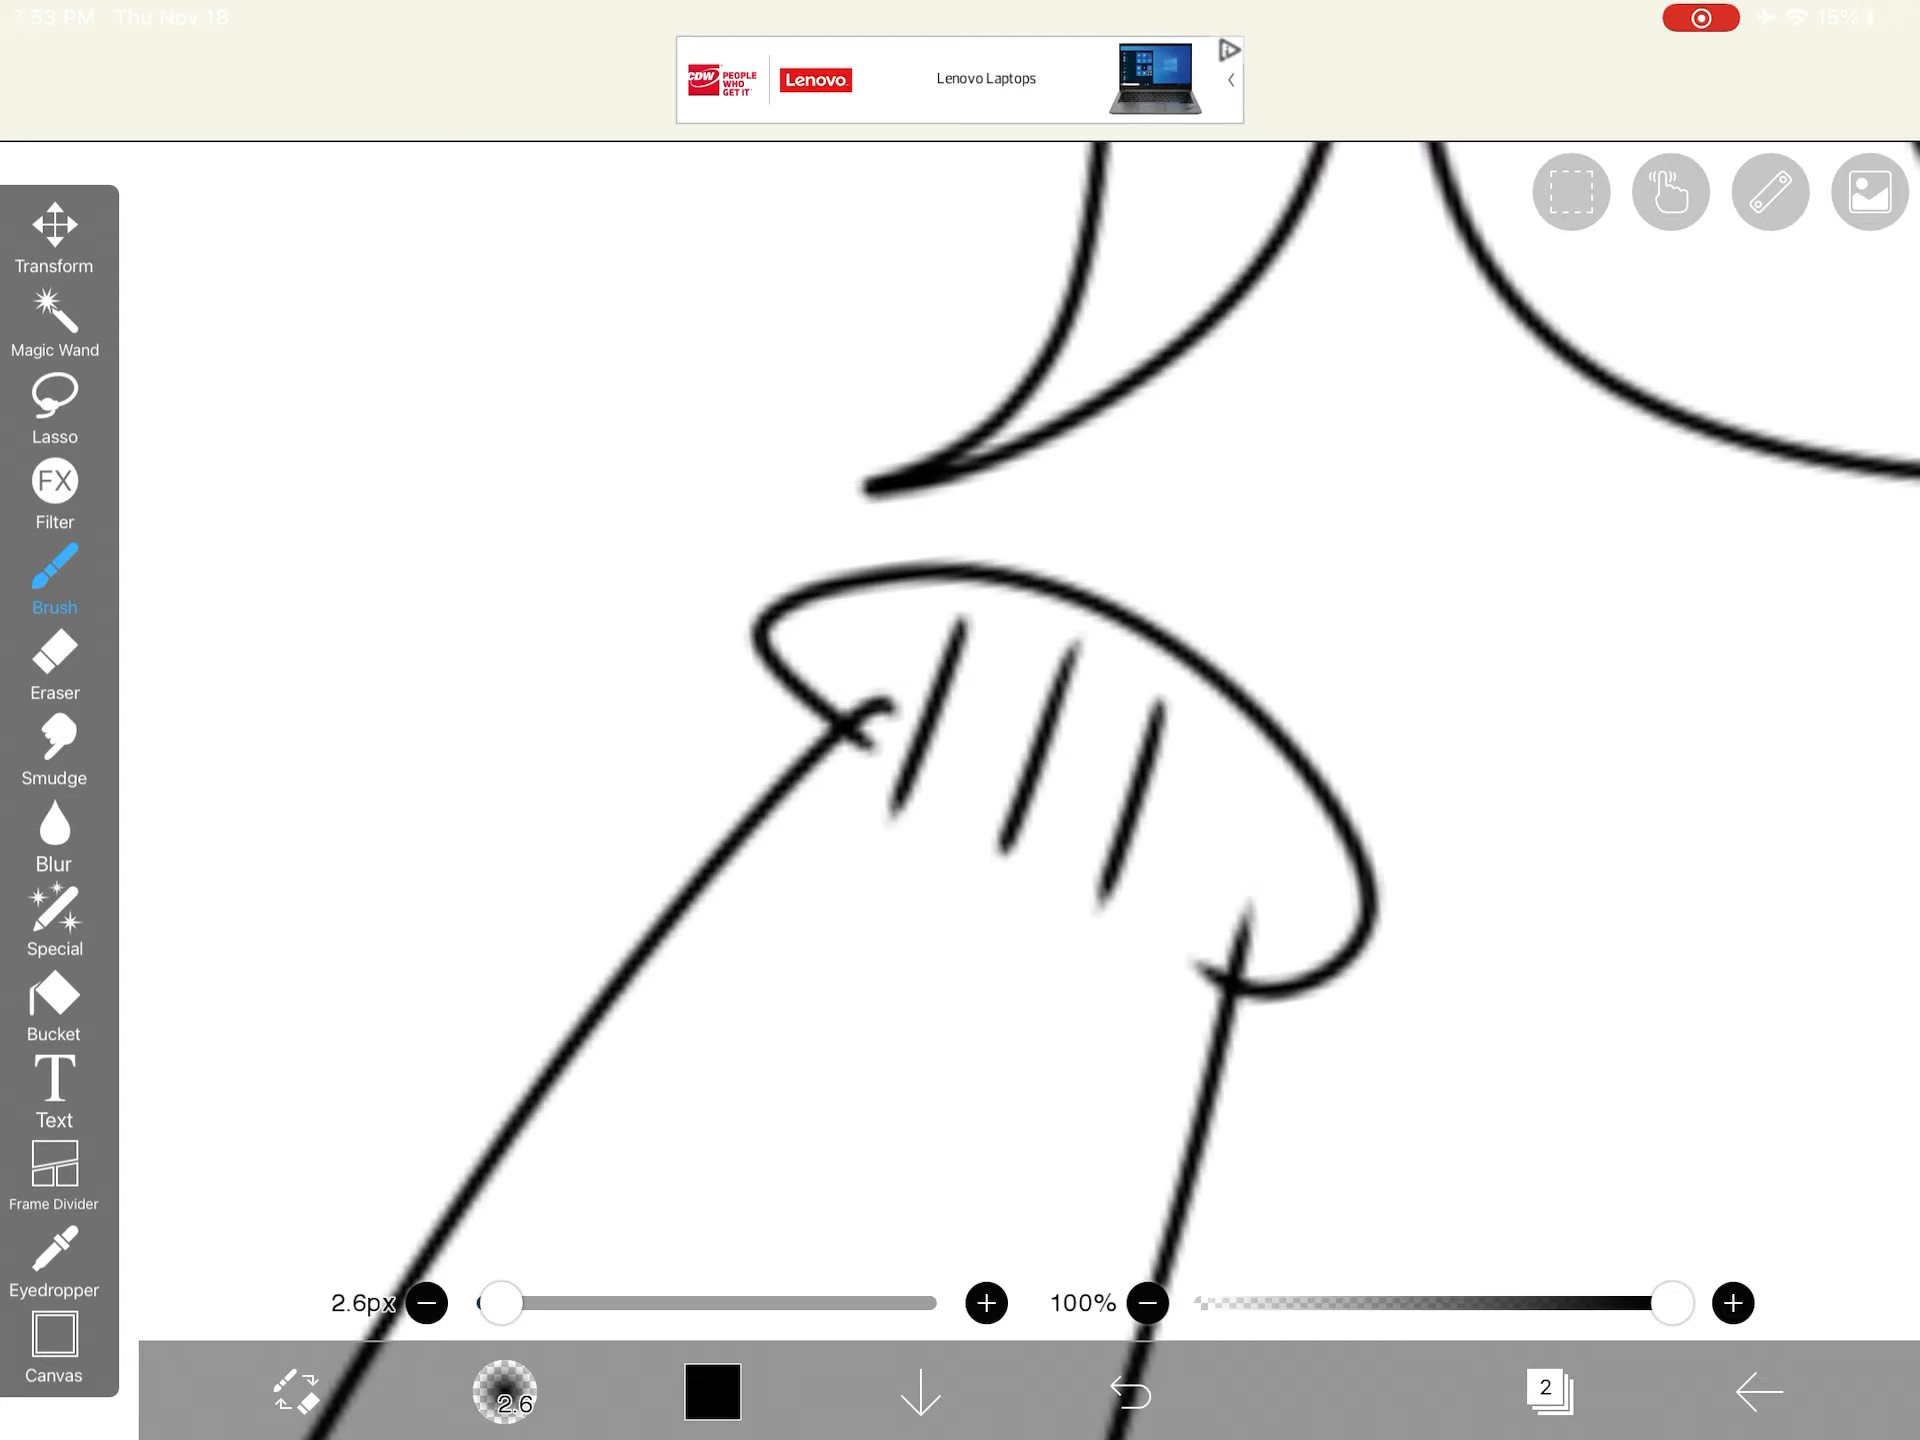 7:53 PM Thu Nov 18
15%
CDW PEOPLE WHO GET IT
Lenovo
Lenovo Laptops
Transform
Magic Wand
Lasso
FX
Filter
Brush
Eraser
Smudge
Blur
Special
Bucket
T
Text
Frame Divider
Eyedropper
Canvas
2.6px
100%
2.6
2